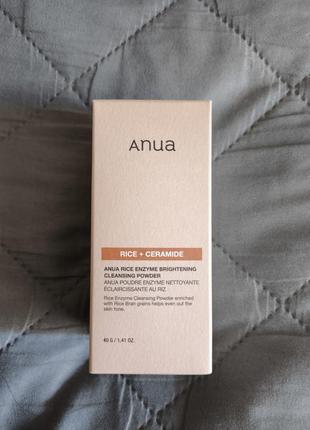 Anua
RICE + CERAMIDE
ANUA RICE ENZYME BRIGHTENING
CLEANSING POWDER
ANUA POUDRE ENZYME NETTOYANTE
ÉCLAIRCISSANTE AU RIZ
Rice Enzyme Cleansing Powder enriched
with Rice Bran grains helps even out the
skin tone.
40 G / 1.41 OZ.